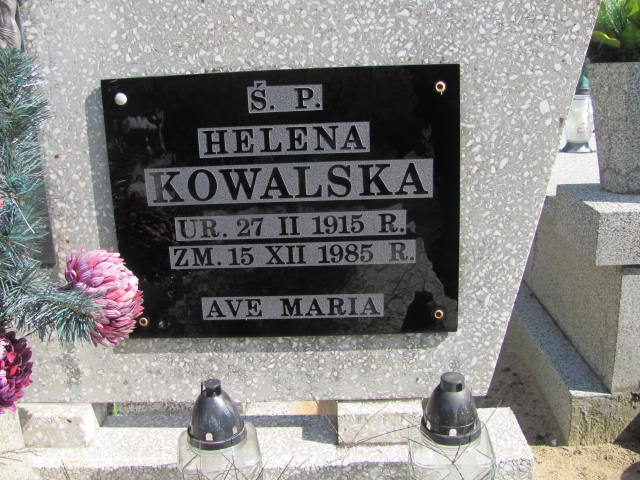 Ś. P.
HELENA
KOWALSKA
UR. 27 II 1915 R.
ZM. 15 XII 1985 R.
AVE MARIA